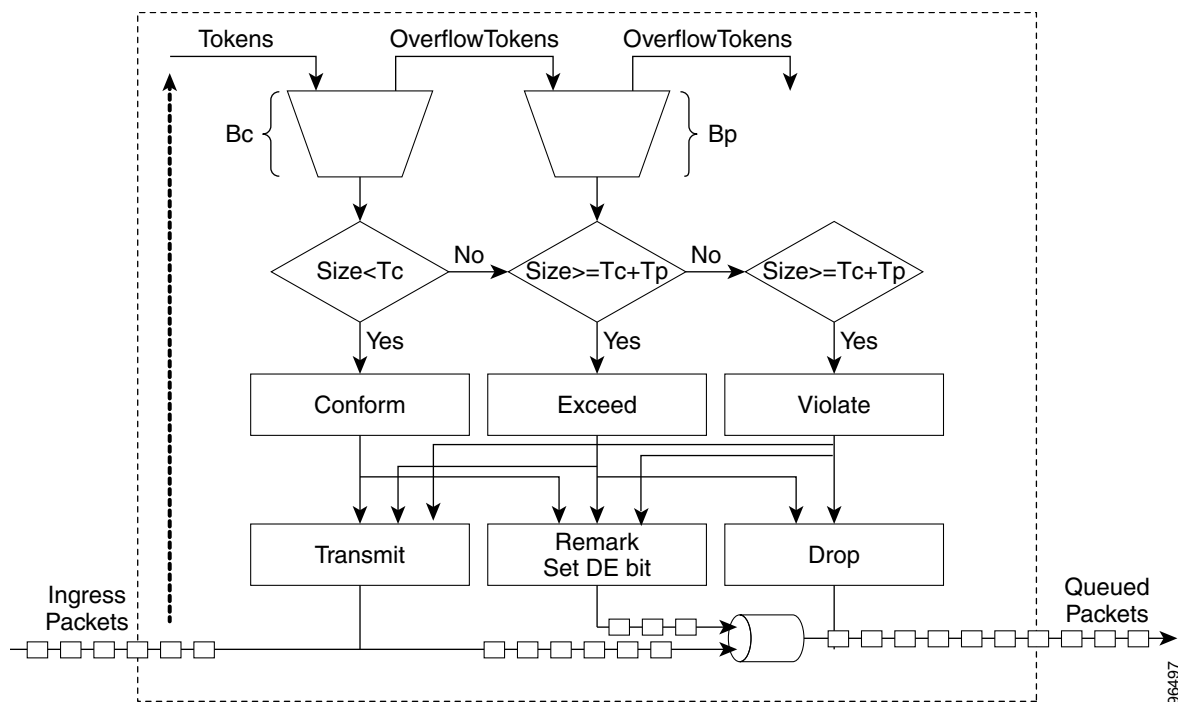 Tokens
OverflowTokens
OverflowTokens
Bc
Bp
Size<Tc
No
Size>=Tc+Tp
No
Size>=Tc+Tp
Yes
Yes
Yes
Conform
Exceed
Violate
Transmit
Remark
Set DE bit
Drop
Ingress
Packets
Queued
Packets
96497